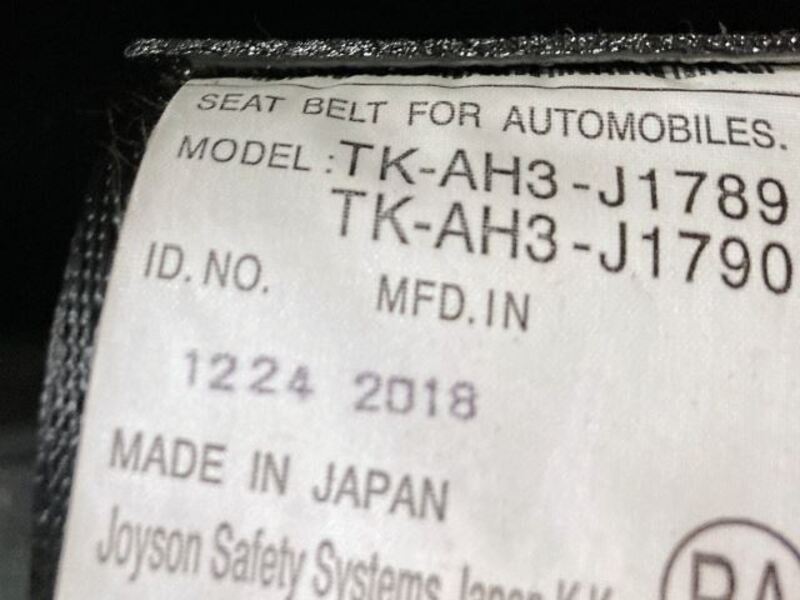 SEAT BELT FOR AUTOMOBILES.
MODEL : TK-AH3-J1789
TK-AH3-J1790
ID. NO. MFD. IN
1224 2018
MADE IN JAPAN
Joyson Safety Systems Japan K.K.